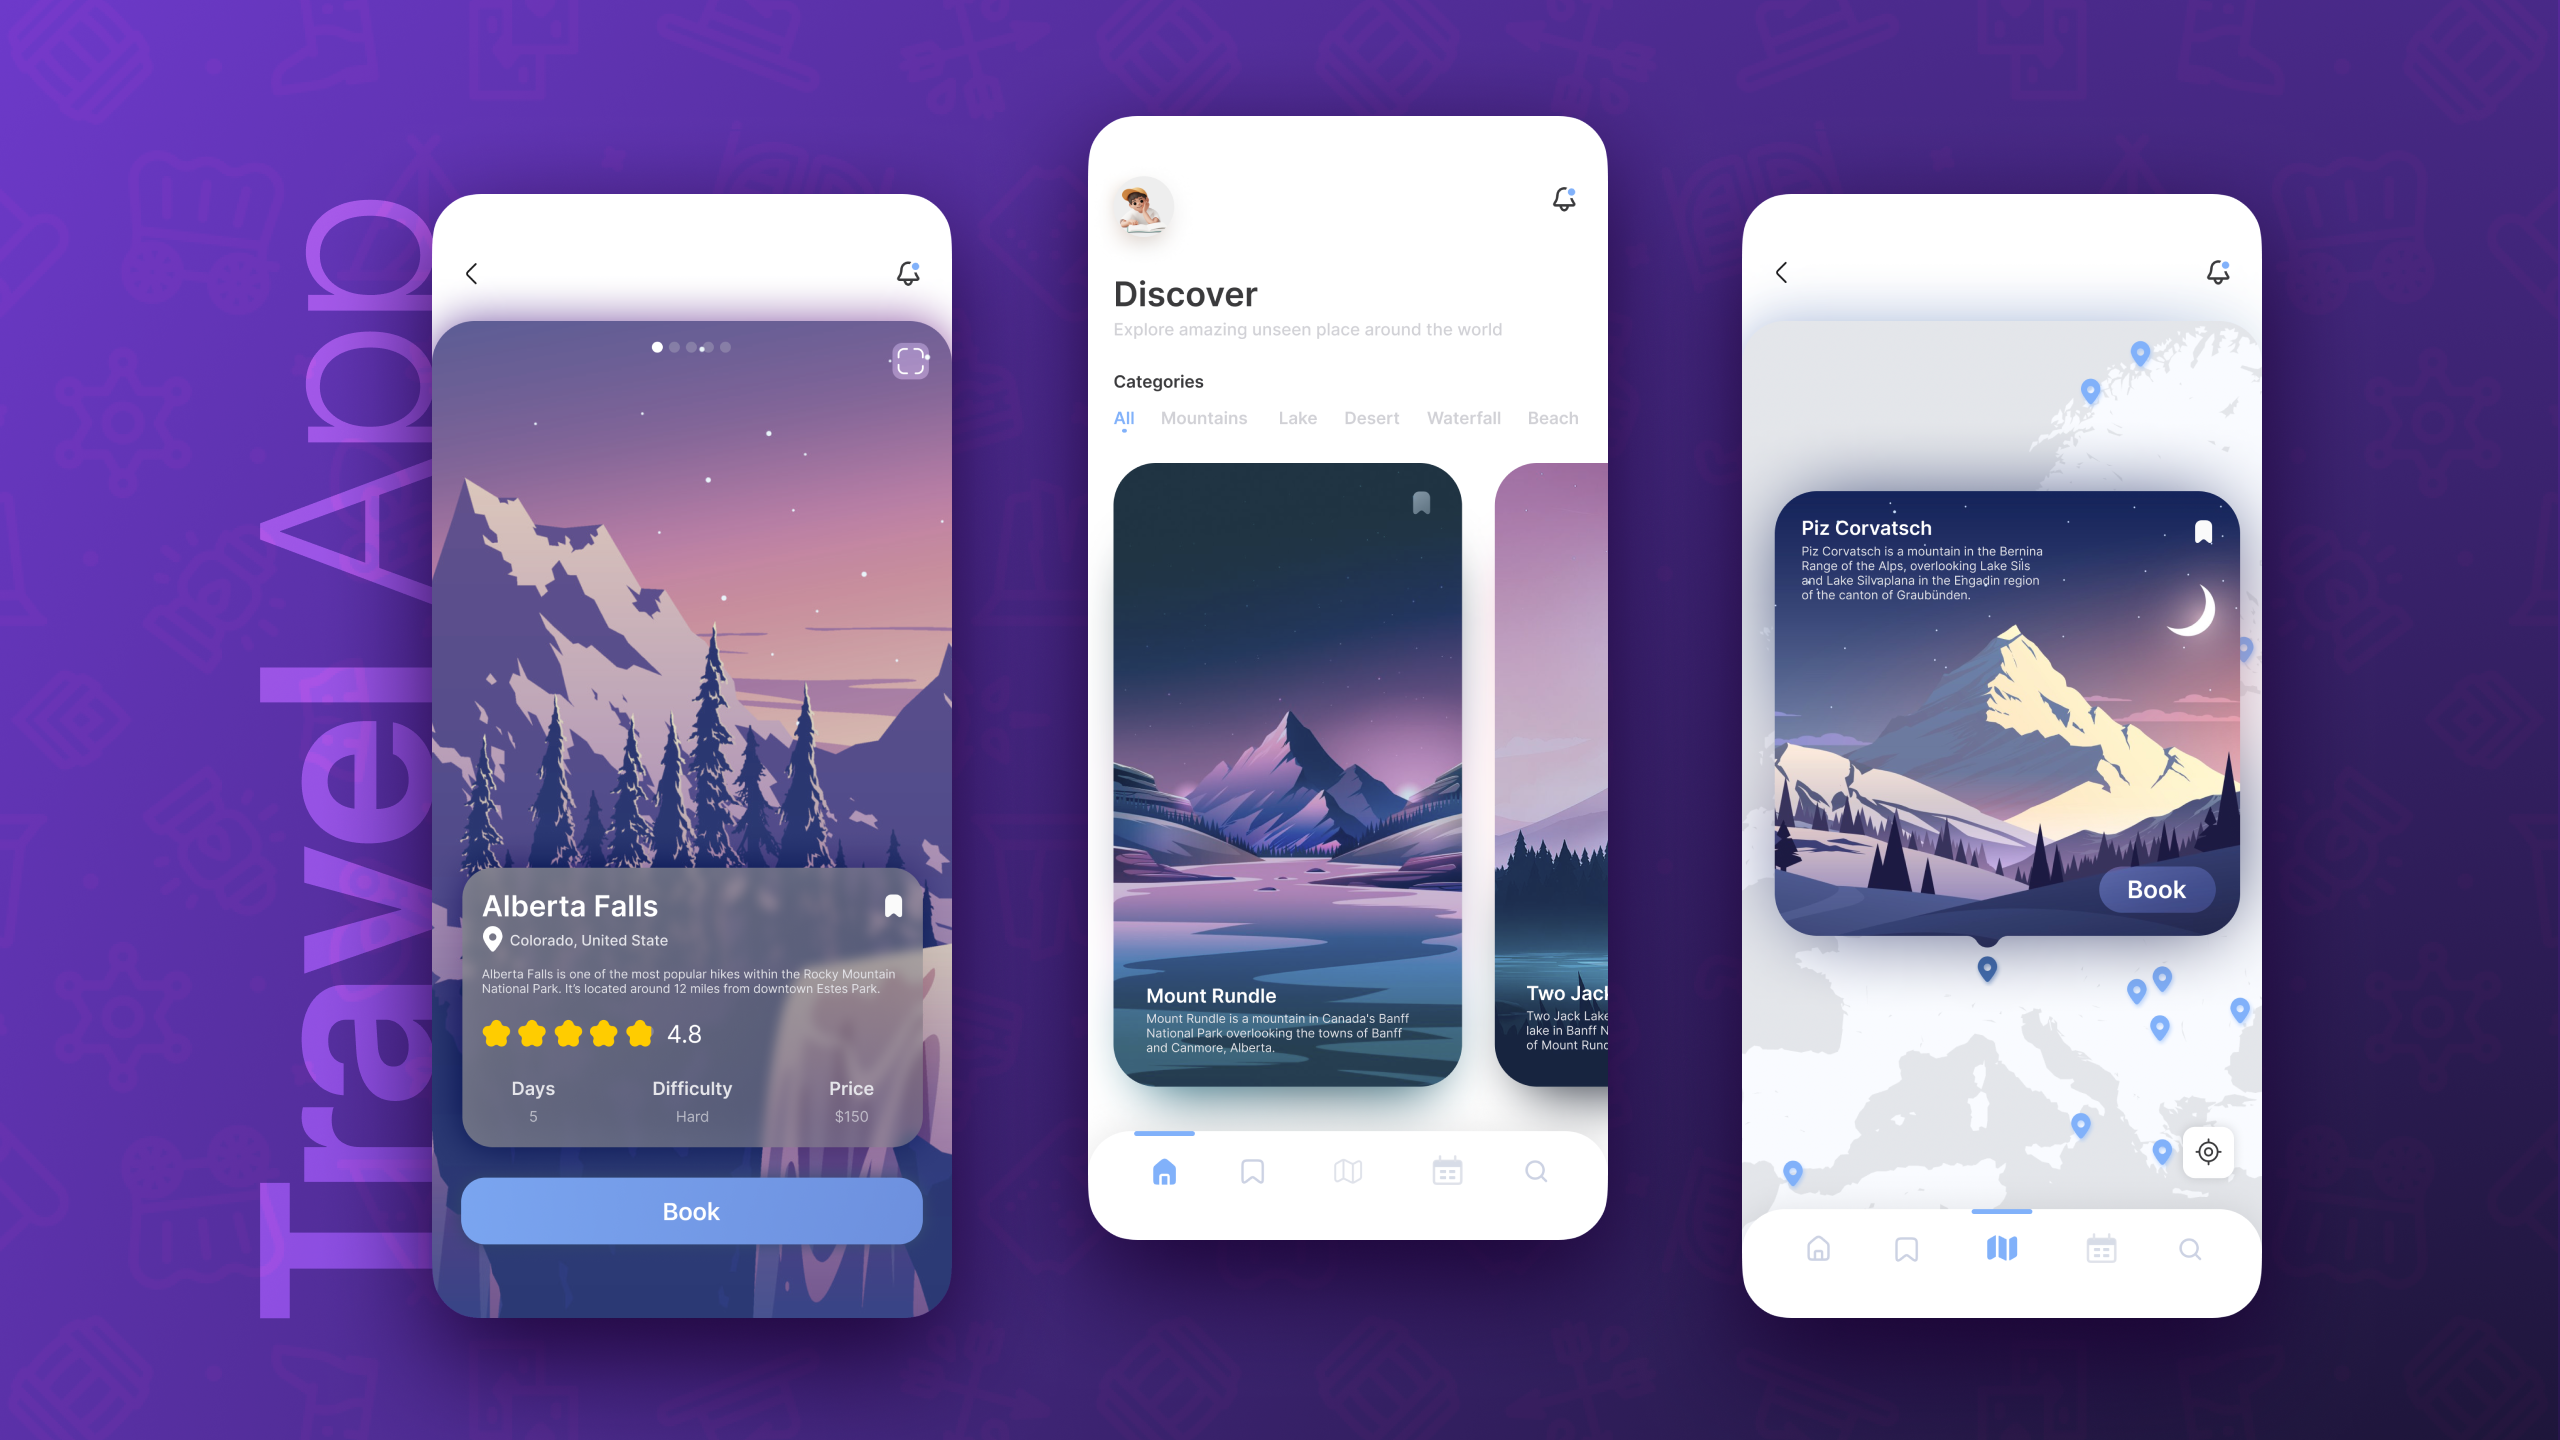 Travel App
Alberta Falls
Colorado, United State
Alberta Falls is one of the most popular hikes within the Rocky Mountain
National Park. It's located around 12 miles from downtown Estes Park.
4.8
Days
Difficulty
Price
5
Hard
$150
Book
Discover
Explore amazing unseen place around the world
Categories
All Mountains Lake Desert Waterfall Beach
Mount Rundle
Mount Rundle is a mountain in Canada's Banff
National Park overlooking the towns of Banff
and Canmore, Alberta.
Two Jack
Two Jack Lake
lake in Banff N
of Mount Rund
Piz Corvatsch
Piz Corvatsch is a mountain in the Bernina
Range of the Alps, overlooking Lake Sils
and Lake Silvaplana in the Engadin region
of the canton of Graubünden.
Book